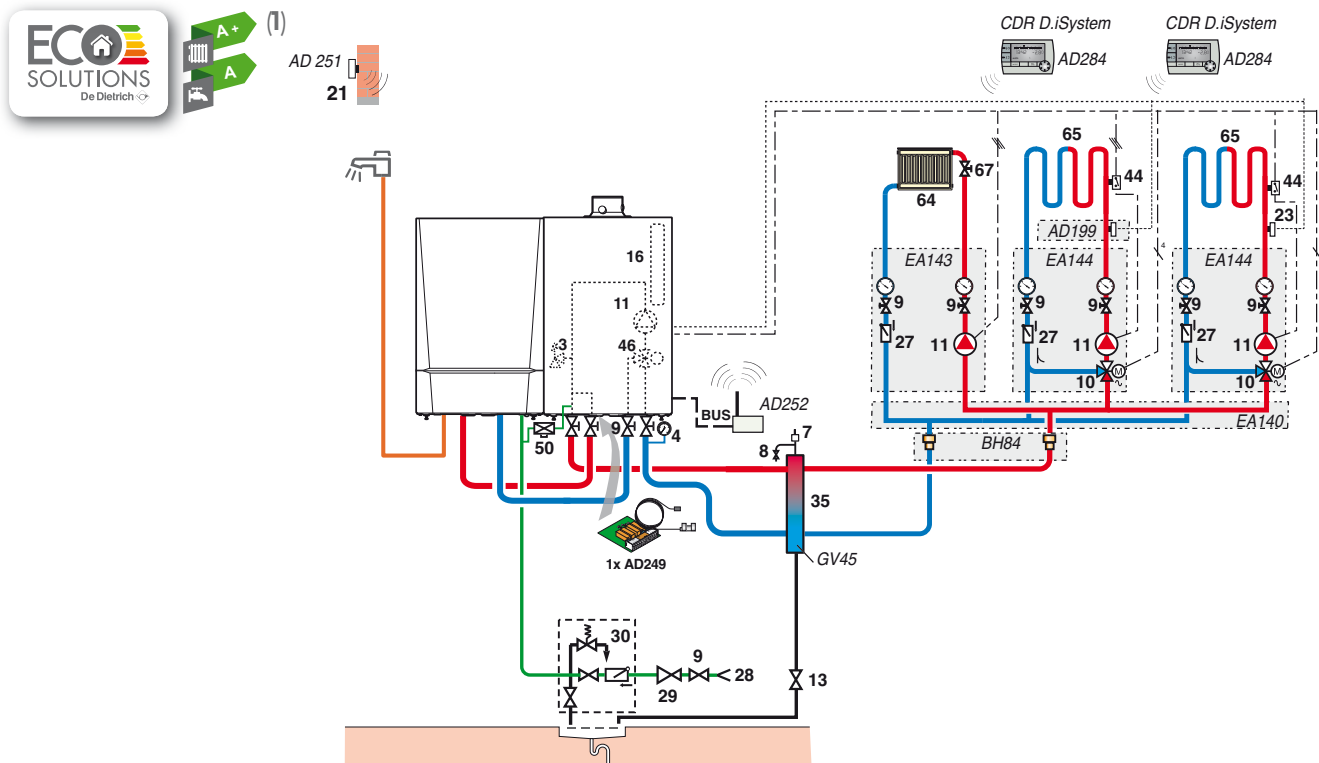 ECO
SOLUTIONS
De Dietrich
A+
A
(1)
AD 251
21
CDR D.iSystem
AD284
CDR D.iSystem
AD284
65
65
67
44
44
64
23
AD199
16
EA143
EA144
EA144
4
11
9
9
9
9
9
9
3
46
27
11
27
11
27
11
10
M
10
M
AD252
BUS
EA140
9
4
50
7
8
BH84
35
1x AD249
GV45
30
9
28
29
13